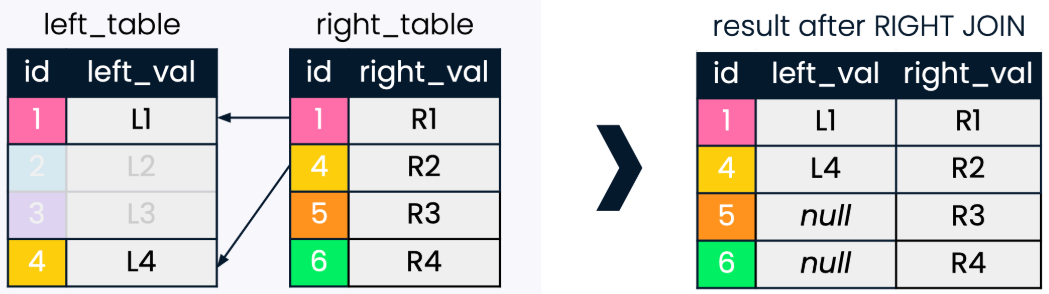 left_table right_table result after RIGHT JOIN
id left_val id right_val id left_val right_val
1 L1 1 R1 1 L1 R1
2 L2 4 R2 4 L4 R2
3 L3 5 R3 5 null R3
4 L4 6 R4 6 null R4